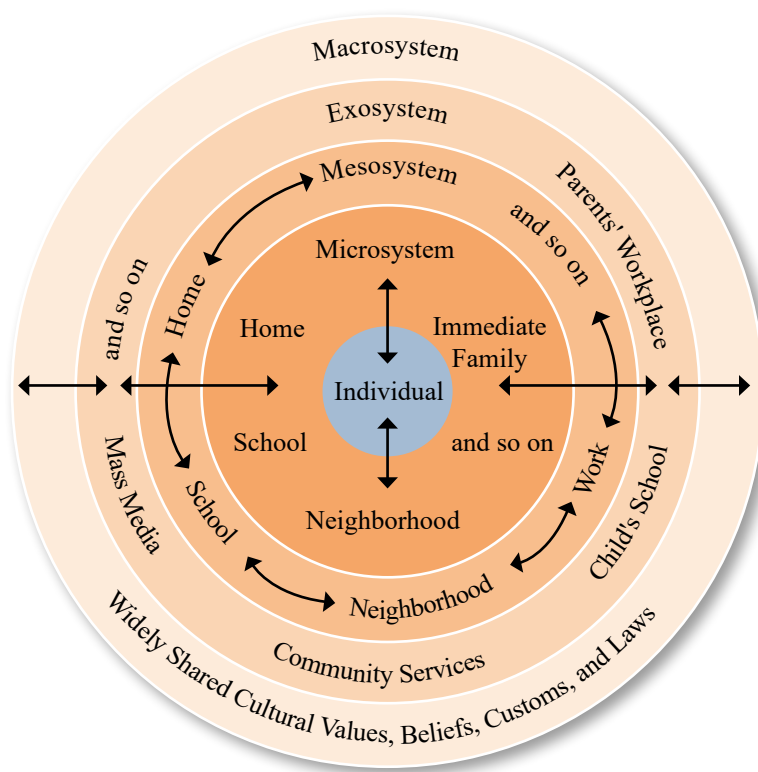 Macrosystem
Exosystem
Mesosystem
Microsystem
and so on
Parents' Workplace
and so on
Home
Home
Immediate
Family
Individual
School
and so on
Mass Media
School
Work
Child's School
Neighborhood
Neighborhood
Community Services
Widely Shared Cultural Values, Beliefs, Customs, and Laws